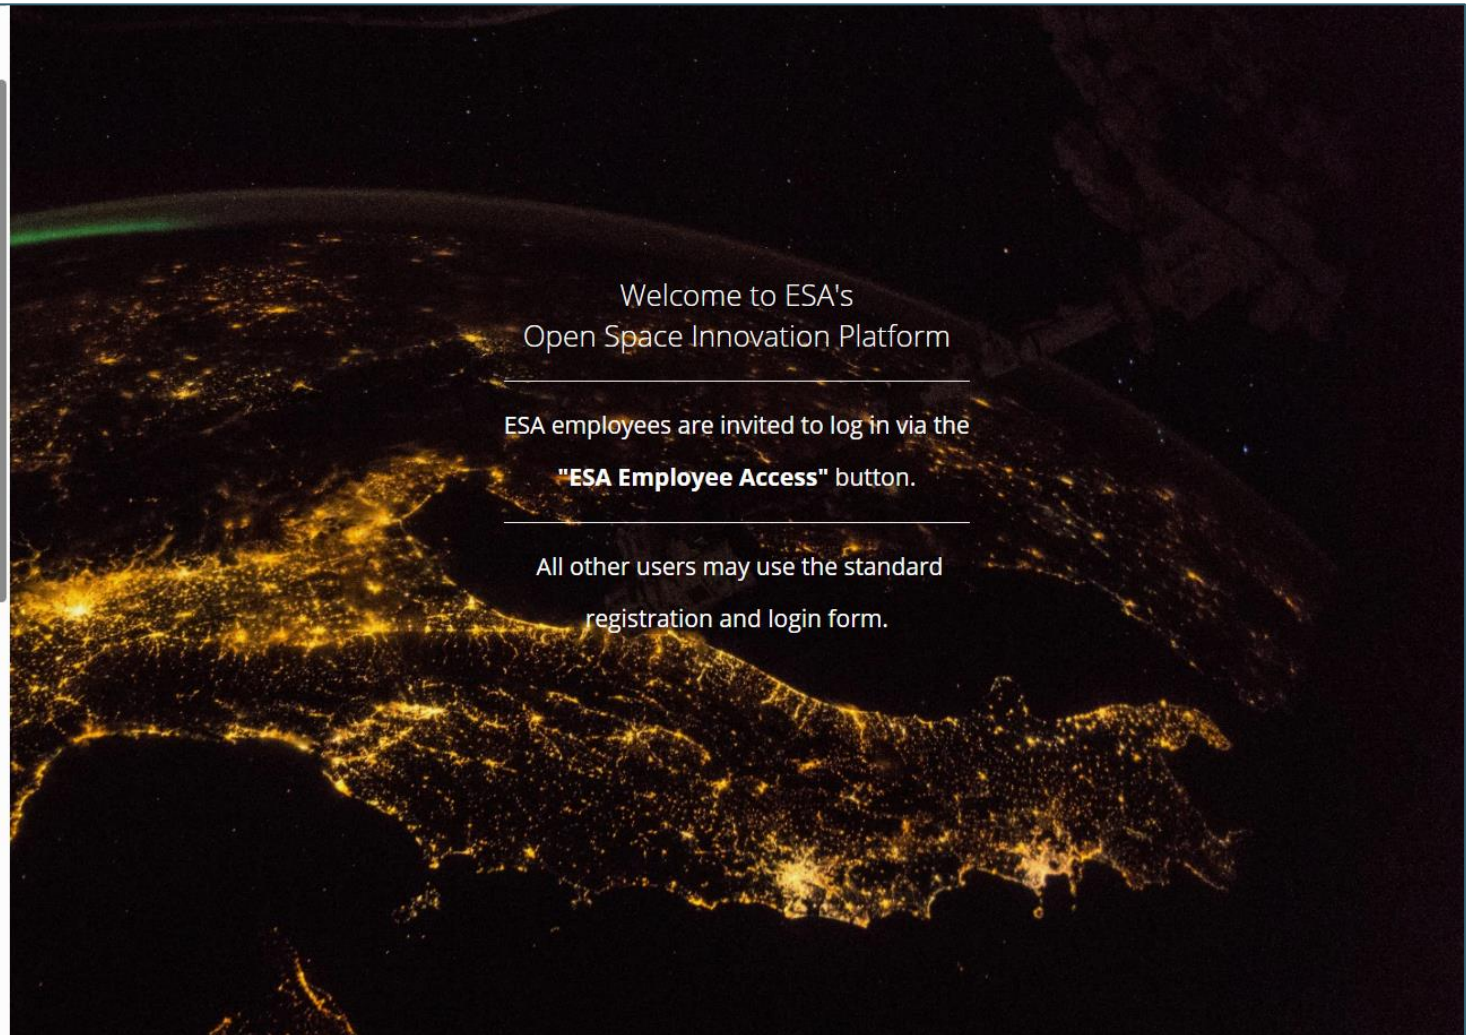 Welcome to ESA's
Open Space Innovation Platform
ESA employees are invited to log in via the
"ESA Employee Access" button.
All other users may use the standard
registration and login form.